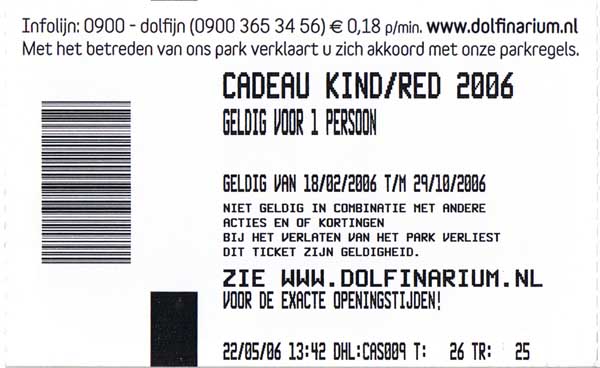 Infolijn: 0900 - dolfijn (0900 365 34 56) € 0,18 p/min. www.dolfinarium.nl
Met het betreden van ons park verklaart u zich akkoord met onze parkregels.
CADEAU KIND/RED 2006
GELDIG VOOR 1 PERSOON
GELDIG VAN 18/02/2006 T/M 29/10/2006
NIET GELDIG IN COMBINATIE MET ANDERE
ACTIES EN OF KORTINGEN
BIJ HET VERLATEN VAN HET PARK VERLIEST
DIT TICKET ZIJN GELDIGHEID.
ZIE WWW.DOLFINARIUM.NL
VOOR DE EXACTE OPENINGSTIJDEN!
22/05/06 13:42 DHL:CAS009 T: 26 TR: 25